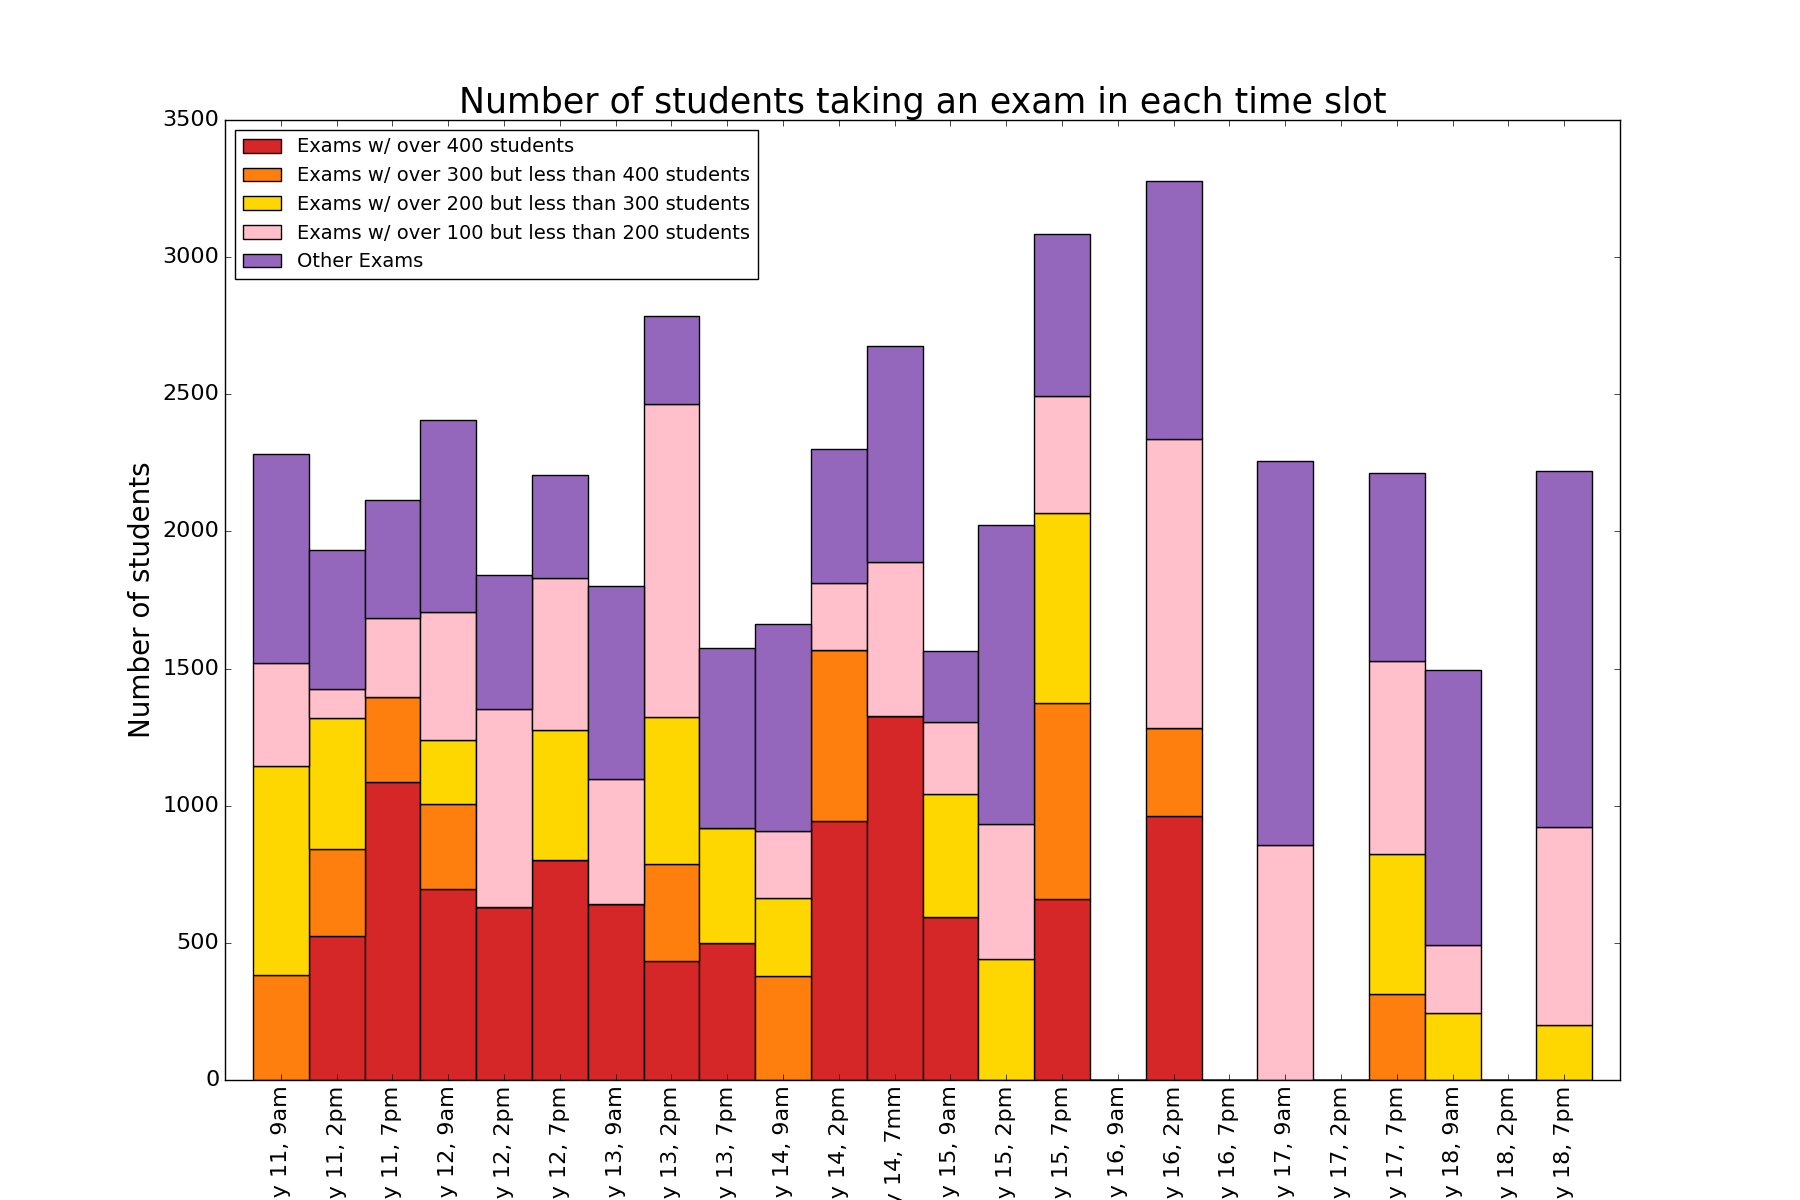 Number of students taking an exam in each time slot
Exams w/ over 400 students
Exams w/ over 300 but less than 400 students
Exams w/ over 200 but less than 300 students
Exams w/ over 100 but less than 200 students
Other Exams
Number of students
3500
3000
2500
2000
1500
1000
500
0
y 11, 9am
y 11, 2pm
y 11, 7pm
y 12, 9am
y 12, 2pm
y 12, 7pm
y 13, 9am
y 13, 2pm
y 13, 7pm
y 14, 9am
y 14, 2pm
y 14, 7mm
y 15, 9am
y 15, 2pm
y 15, 7pm
y 16, 9am
y 16, 2pm
y 16, 7pm
y 17, 9am
y 17, 2pm
y 17, 7pm
y 18, 9am
y 18, 2pm
y 18, 7pm